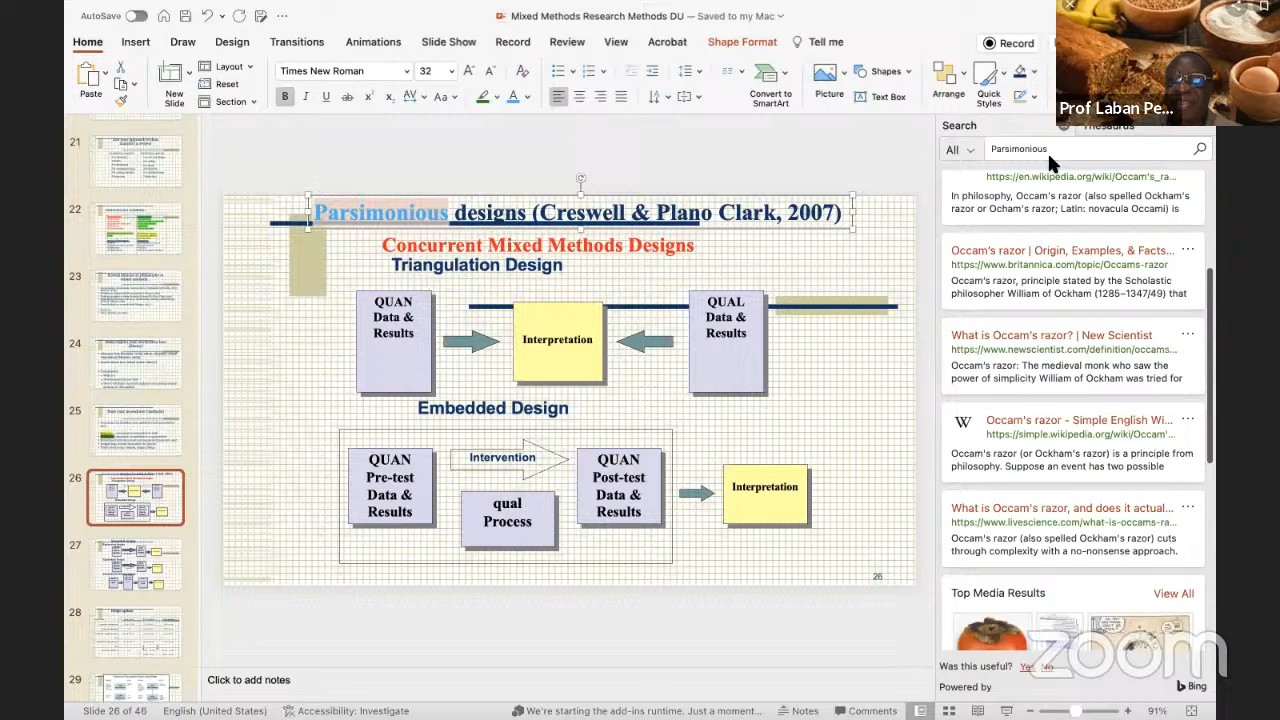 AutoSave
Mixed Methods Research Methods DU — Saved to my Mac
Home Insert Draw Design Transitions Animations Slide Show Record Review View Acrobat Shape Format Tell me
Record
Paste
New Slide
Layout
Reset
Section
Times New Roman 32
Convert to SmartArt
Picture
Shapes
Text Box
Arrange
Quick Styles
Prof Laban Pe...
21
22
23
24
25
26
27
28
29
Parsimonious designs (Creswell & Plano Clark, 2007)
Concurrent Mixed Methods Designs
Triangulation Design
QUAN
Data &
Results
Interpretation
QUAL
Data &
Results
Embedded Design
QUAN
Pre-test
Data &
Results
Intervention
qual
Process
QUAN
Post-test
Data &
Results
Interpretation
26
Search
All
https://en.wikipedia.org/wiki/Occam's_ra...
In philosophy, Occam's razor (also spelled Ockham's
razor or Ocham's razor; Latin: novacula Occami) is
Occam's razor | Origin, Examples, & Facts...
https://www.britannica.com/topic/Occams-razor
Occam's razor, principle stated by the Scholastic
philosopher William of Ockham (1285–1347/49) that
What is Occam's razor? | New Scientist
https://www.newscientist.com/definition/occams...
Occam's razor: The medieval monk who saw the
power of simplicity William of Ockham was tried for
Occam's razor - Simple English Wi...
https://simple.wikipedia.org/wiki/Occam'...
Occam's razor (or Ockham's razor) is a principle from
philosophy. Suppose an event has two possible
What is Occam's razor, and does it actual...
https://www.livescience.com/what-is-occams-ra...
Occam's razor (also spelled Ockham's razor) cuts
through complexity with a no-nonsense approach.
Top Media Results View All
Was this useful? Yes No
Powered by Bing
zoom
Click to add notes
Slide 26 of 46 English (United States) Accessibility: Investigate We're starting the add-ins runtime. Just a moment... Notes Comments 91%